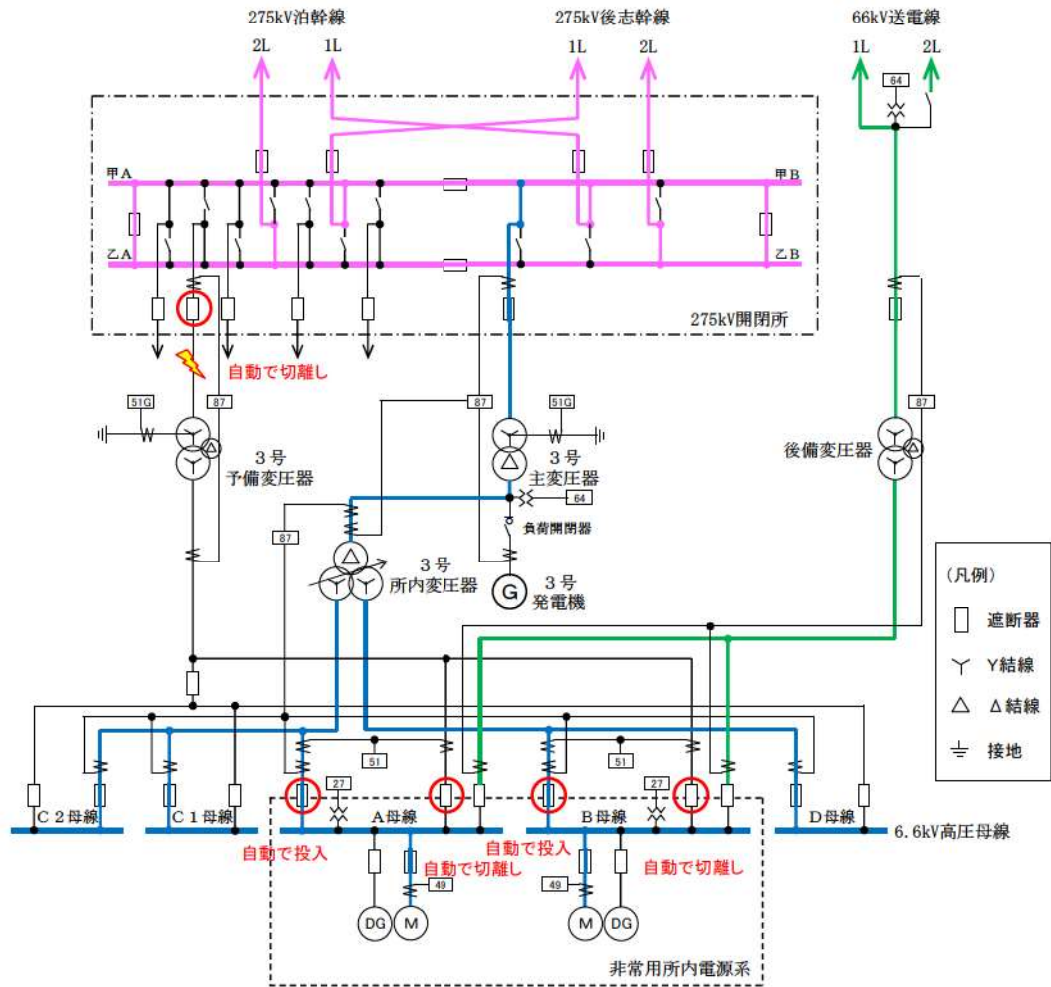 275kV泊幹線 275kV後志幹線 66kV送電線
2L 1L 1L 2L 1L 2L
64
甲A 甲B
乙A 乙B
275kV開閉所
自動で切離し
51G 87 87 51G 87
3号
予備変圧器
3号
主変圧器
後備変圧器
64
負荷開閉器
87
3号
所内変圧器
G
3号
発電機
(凡例)
遮断器
Y結線
Δ結線
接地
51 51
27 27
C2母線 C1母線 A母線 B母線 D母線 6.6kV高圧母線
自動で投入 自動で切離し 自動で投入 自動で切離し
49 49
DG M M DG
非常用所内電源系